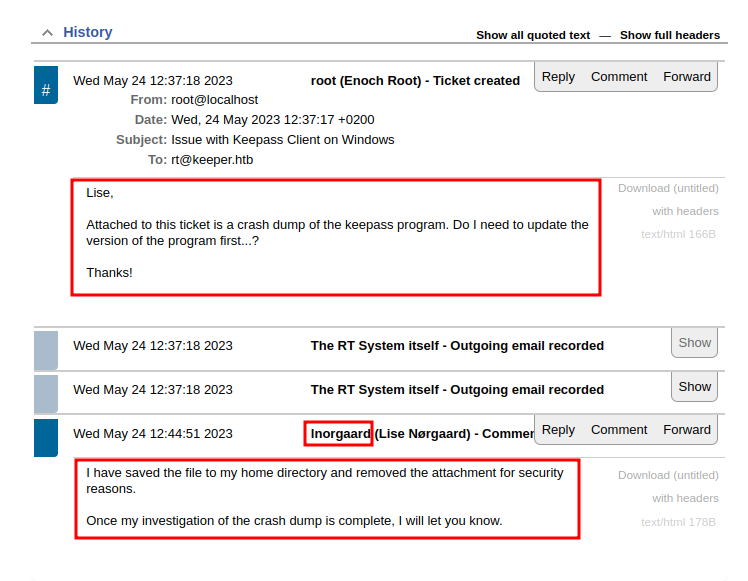 History
Show all quoted text — Show full headers
#
Wed May 24 12:37:18 2023 root (Enoch Root) - Ticket created Reply Comment Forward
From: root@localhost
Date: Wed, 24 May 2023 12:37:17 +0200
Subject: Issue with Keepass Client on Windows
To: rt@keeper.htb
Download (untitled)
with headers
text/html 166B
Lise,
Attached to this ticket is a crash dump of the keepass program. Do I need to update the
version of the program first...?
Thanks!
Wed May 24 12:37:18 2023 The RT System itself - Outgoing email recorded Show
Wed May 24 12:37:18 2023 The RT System itself - Outgoing email recorded Show
Wed May 24 12:44:51 2023 lnorgaard (Lise Nørgaard) - Commen Reply Comment Forward
Download (untitled)
with headers
text/html 178B
I have saved the file to my home directory and removed the attachment for security
reasons.
Once my investigation of the crash dump is complete, I will let you know.